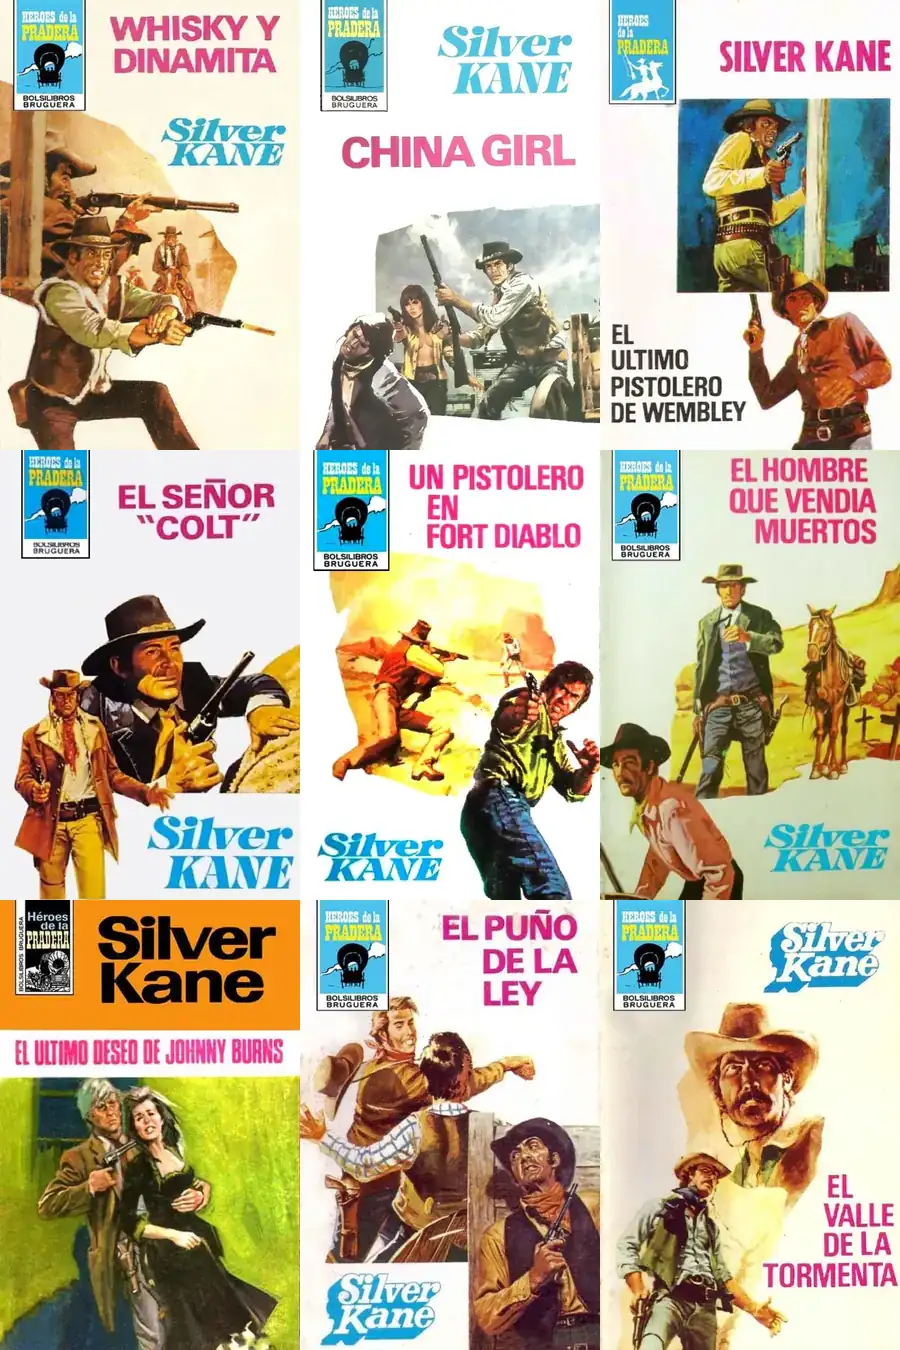 HEROES de la
PRADERA
BOLSILIBROS
BRUGUERA
WHISKY Y
DINAMITA
Silver
KANE
HEROES de la
PRADERA
BOLSILIBROS
BRUGUERA
Silver
KANE
CHINA GIRL
HEROES
de la
PRADERA
SILVER KANE
EL
ULTIMO
PISTOLERO
DE WEMBLEY
HEROES de la
PRADERA
BOLSILIBROS
BRUGUERA
EL SEÑOR
"COLT"
Silver
KANE
HEROES de la
PRADERA
BOLSILIBROS
BRUGUERA
UN PISTOLERO
EN
FORT DIABLO
Silver
KANE
HEROES de la
PRADERA
BOLSILIBROS
BRUGUERA
EL HOMBRE
QUE VENDIA
MUERTOS
Silver
KANE
BOLSILIBROS BRUGUERA
Héroes
de la
PRADERA
Silver
Kane
EL ULTIMO DESEO DE JOHNNY BURNS
HEROES de la
PRADERA
BOLSILIBROS
BRUGUERA
EL PUÑO
DE LA
LEY
Silver
Kane
HEROES de la
PRADERA
BOLSILIBROS
BRUGUERA
Silver
Kane
EL
VALLE
DE LA
TORMENTA